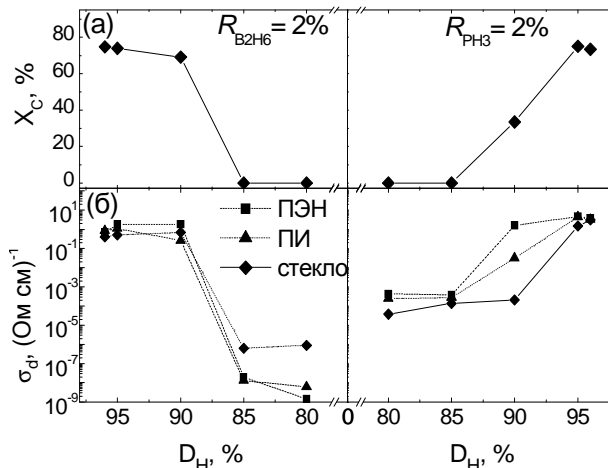 (а)
R_B2H6 = 2%
R_PH3 = 2%
X_C, %
80
60
40
20
0
(б)
ПЭН
ПИ
стекло
σ_d, (Ом см)^-1
10^1
10^-1
10^-3
10^-5
10^-7
10^-9
95 90 85 80 0 80 85 90 95
D_H, % D_H, %